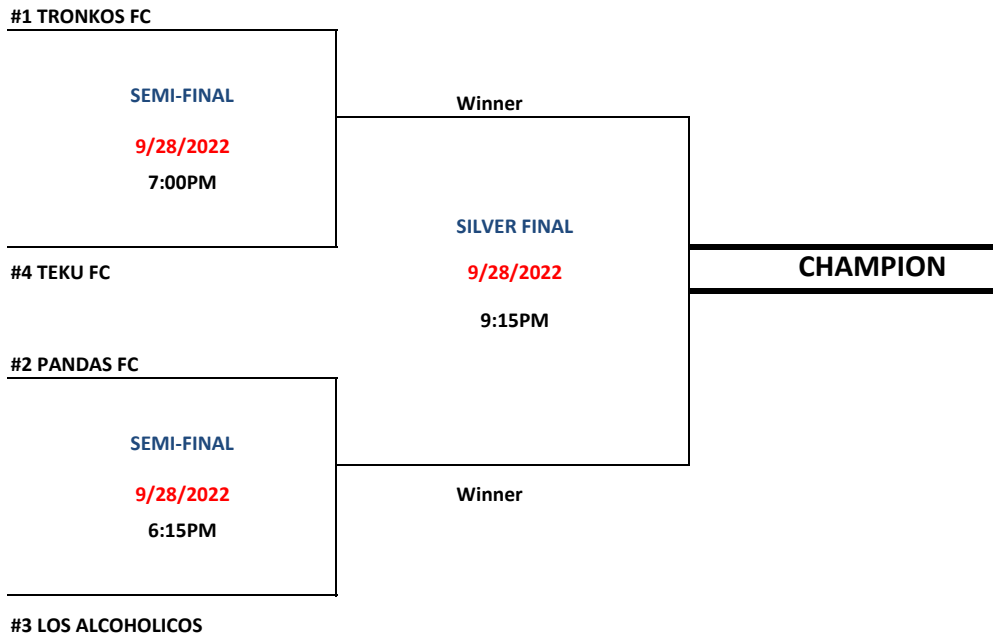 #1 TRONKOS FC
SEMI-FINAL
9/28/2022
7:00PM
#4 TEKU FC
Winner
SILVER FINAL
9/28/2022
9:15PM
CHAMPION
#2 PANDAS FC
SEMI-FINAL
9/28/2022
6:15PM
#3 LOS ALCOHOLICOS
Winner